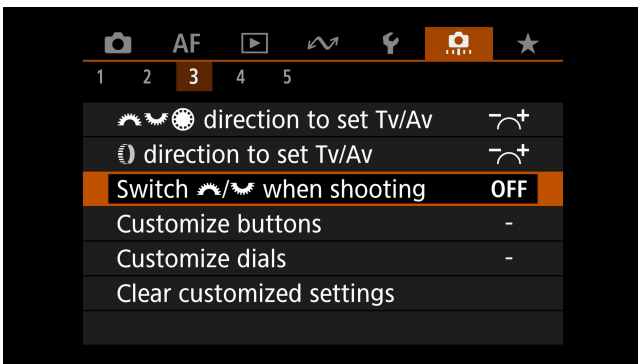 AF
1 2 3 4 5
direction to set Tv/Av - +
direction to set Tv/Av - +
Switch / when shooting OFF
Customize buttons -
Customize dials -
Clear customized settings